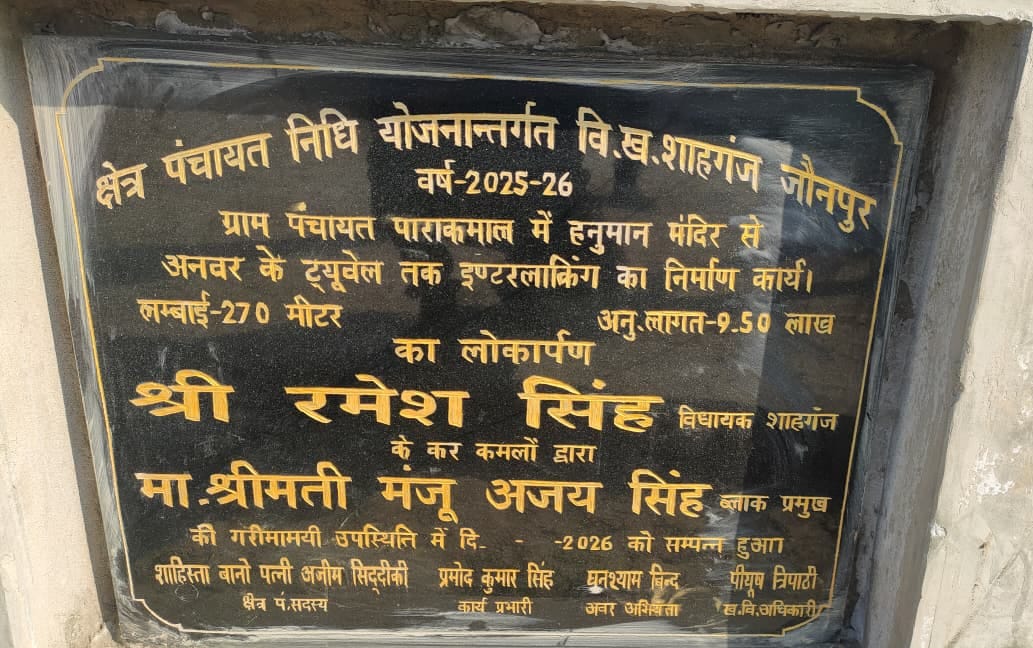 क्षेत्र पंचायत निधि योजनान्तर्गत वि.ख.शाहगंज जौनपुर
वर्ष-2025-26
ग्राम पंचायत पाराकमाल में हनुमान मंदिर से
अनवर के ट्यूवेल तक इण्टरलाकिंग का निर्माण कार्य।
लम्बाई-270 मीटर अनु.लागत-9.50 लाख
का लोकार्पण
श्री रमेश सिंह विधायक शाहगंज
के कर कमलों द्वारा
मा.श्रीमती मंजू अजय सिंह ब्लाक प्रमुख
की गरीमामयी उपस्थिति में दि. - -2026 को सम्पन्न हुआ।
शाहिस्ता बानो पत्नी अजीम सिद्दीकी प्रमोद कुमार सिंह घनश्याम बिन्द पीयूष त्रिपाठी
क्षेत्र पं.सदस्य कार्य प्रभारी अवर अभियंता ख.वि.अधिकारी